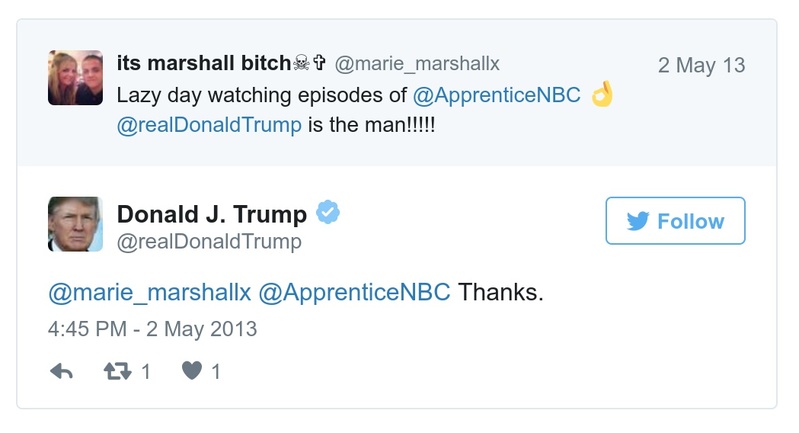 its marshall bitch☠✞ @marie_marshallx 2 May 13
Lazy day watching episodes of @ApprenticeNBC 👌
@realDonaldTrump is the man!!!!!
Donald J. Trump
@realDonaldTrump
Follow
@marie_marshallx @ApprenticeNBC Thanks.
4:45 PM - 2 May 2013
1 1